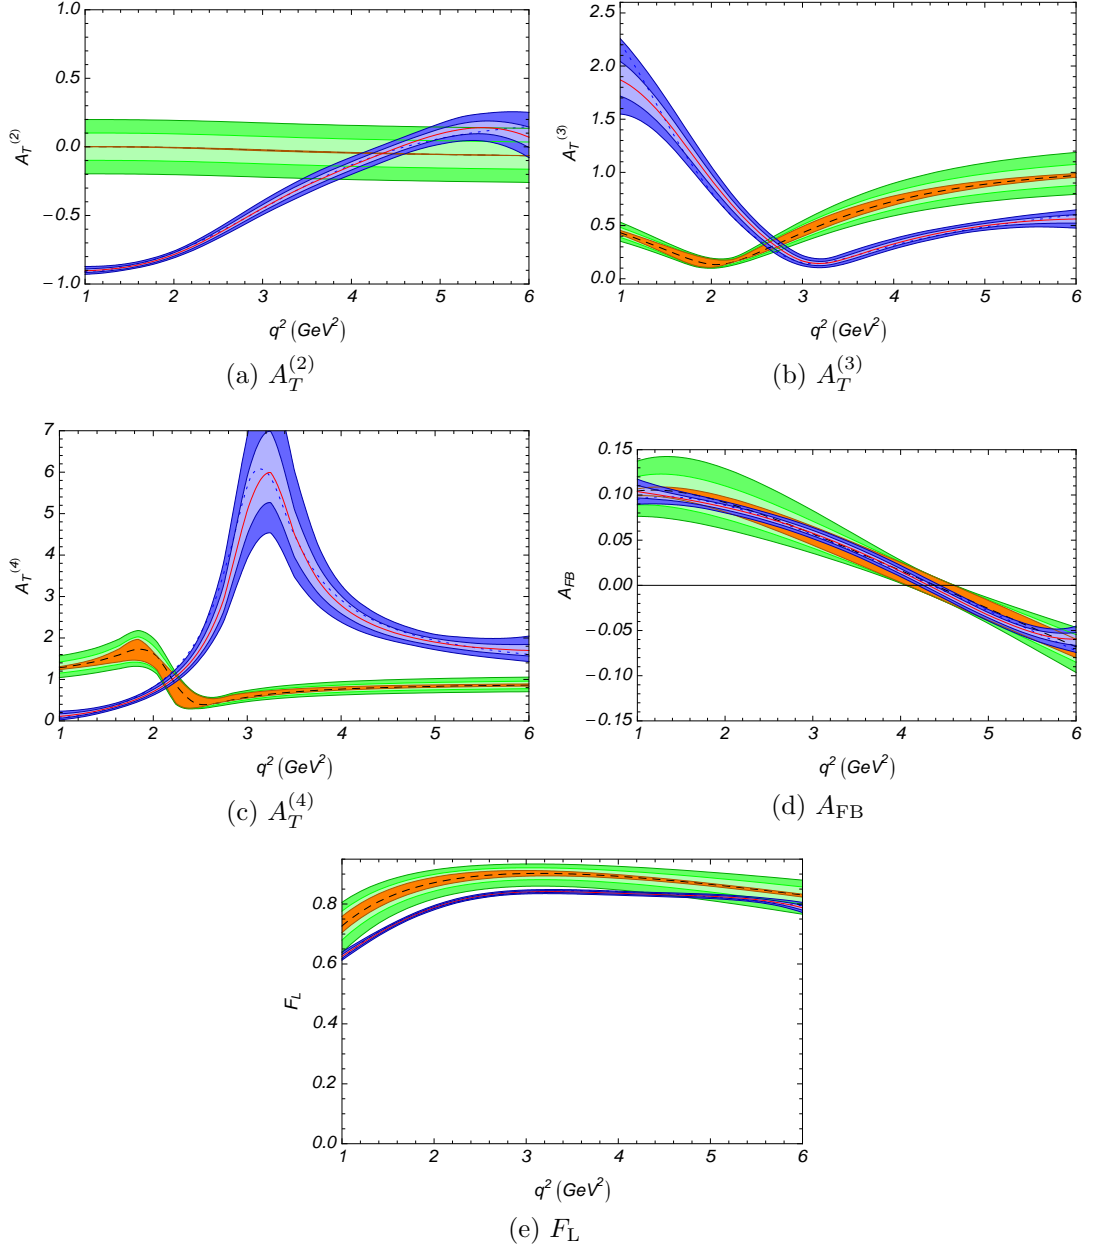 1.0
0.5
0.0
−0.5
−1.0
A_T^(2)
1 2 3 4 5 6
q² (GeV²)
(a) A_T^(2)
2.5
2.0
1.5
1.0
0.5
0.0
A_T^(3)
1 2 3 4 5 6
q² (GeV²)
(b) A_T^(3)
7
6
5
4
3
2
1
0
A_T^(4)
1 2 3 4 5 6
q² (GeV²)
(c) A_T^(4)
0.15
0.10
0.05
0.00
−0.05
−0.10
−0.15
A_FB
1 2 3 4 5 6
q² (GeV²)
(d) A_FB
0.8
0.6
0.4
0.2
0.0
F_L
1 2 3 4 5 6
q² (GeV²)
(e) F_L